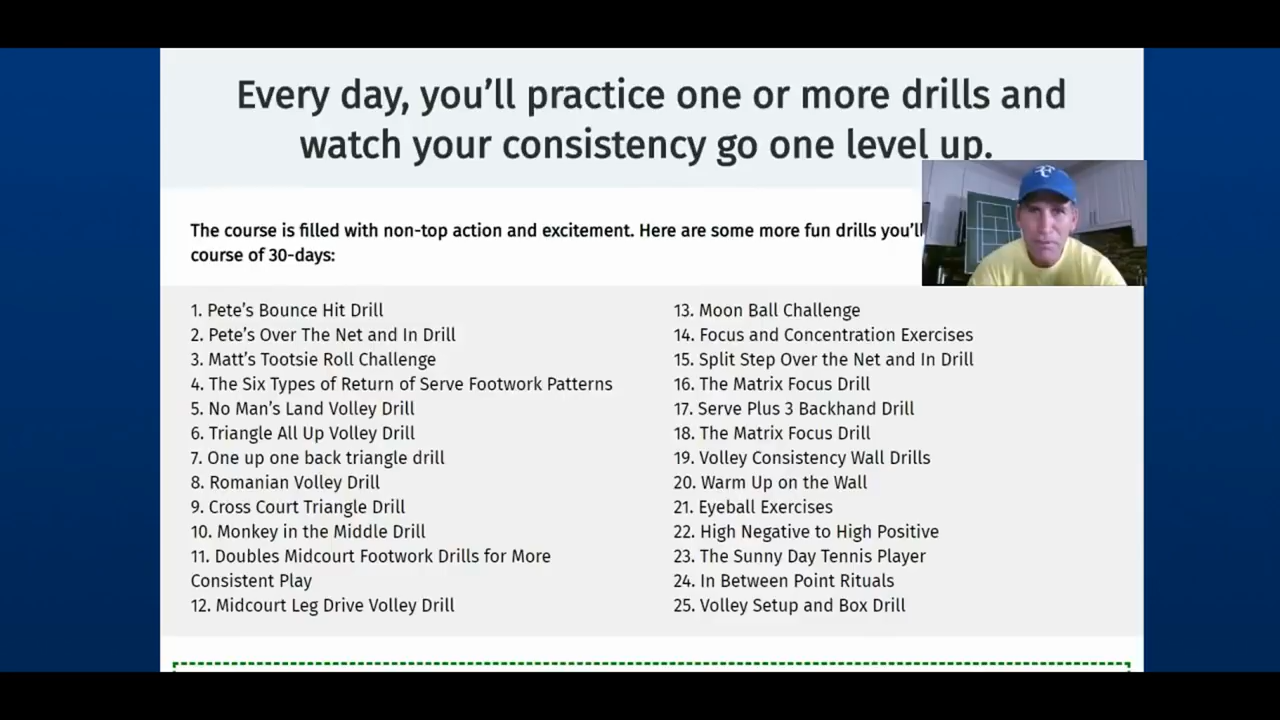 Every day, you’ll practice one or more drills and
watch your consistency go one level up.
The course is filled with non-top action and excitement. Here are some more fun drills you’ll
course of 30-days:
1. Pete’s Bounce Hit Drill
2. Pete’s Over The Net and In Drill
3. Matt’s Tootsie Roll Challenge
4. The Six Types of Return of Serve Footwork Patterns
5. No Man’s Land Volley Drill
6. Triangle All Up Volley Drill
7. One up one back triangle drill
8. Romanian Volley Drill
9. Cross Court Triangle Drill
10. Monkey in the Middle Drill
11. Doubles Midcourt Footwork Drills for More
Consistent Play
12. Midcourt Leg Drive Volley Drill
13. Moon Ball Challenge
14. Focus and Concentration Exercises
15. Split Step Over the Net and In Drill
16. The Matrix Focus Drill
17. Serve Plus 3 Backhand Drill
18. The Matrix Focus Drill
19. Volley Consistency Wall Drills
20. Warm Up on the Wall
21. Eyeball Exercises
22. High Negative to High Positive
23. The Sunny Day Tennis Player
24. In Between Point Rituals
25. Volley Setup and Box Drill